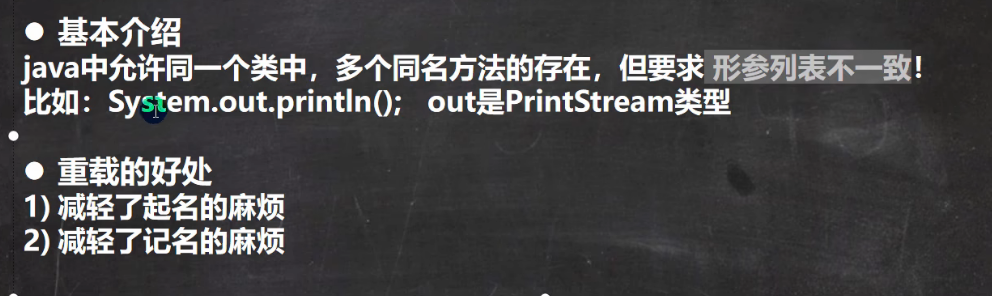 ● 基本介绍
java中允许同一个类中，多个同名方法的存在，但要求 形参列表不一致！
比如：System.out.println(); out是PrintStream类型
● 重载的好处
1) 减轻了起名的麻烦
2) 减轻了记名的麻烦